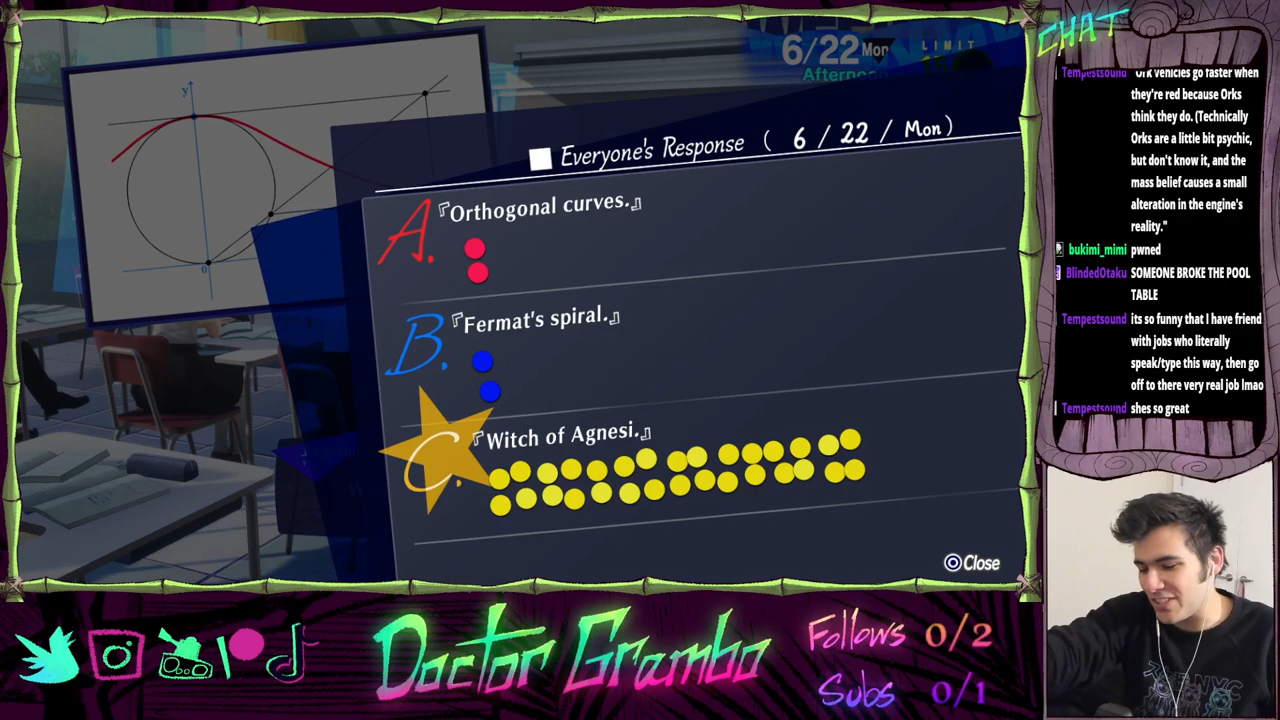 CHAT
6/22 Mon
LIMIT
Afternoon
y
0
Everyone's Response ( 6 / 22 / Mon )
A. 『Orthogonal curves.』
B. 『Fermat's spiral.』
C. 『Witch of Agnesi.』
Close
Tempestsound "Ork vehicles go faster when
they're red because Orks
think they do. (Technically
Orks are a little bit psychic,
but don't know it, and the
mass belief causes a small
alteration in the engine's
reality."
bukimi_mimi pwned
BlindedOtaku SOMEONE BROKE THE POOL
TABLE
Tempestsound its so funny that I have friend
with jobs who literally
speak/type this way, then go
off to there very real job lmao
Tempestsound shes so great
Doctor Grambo
Follows 0/2
Subs 0/1